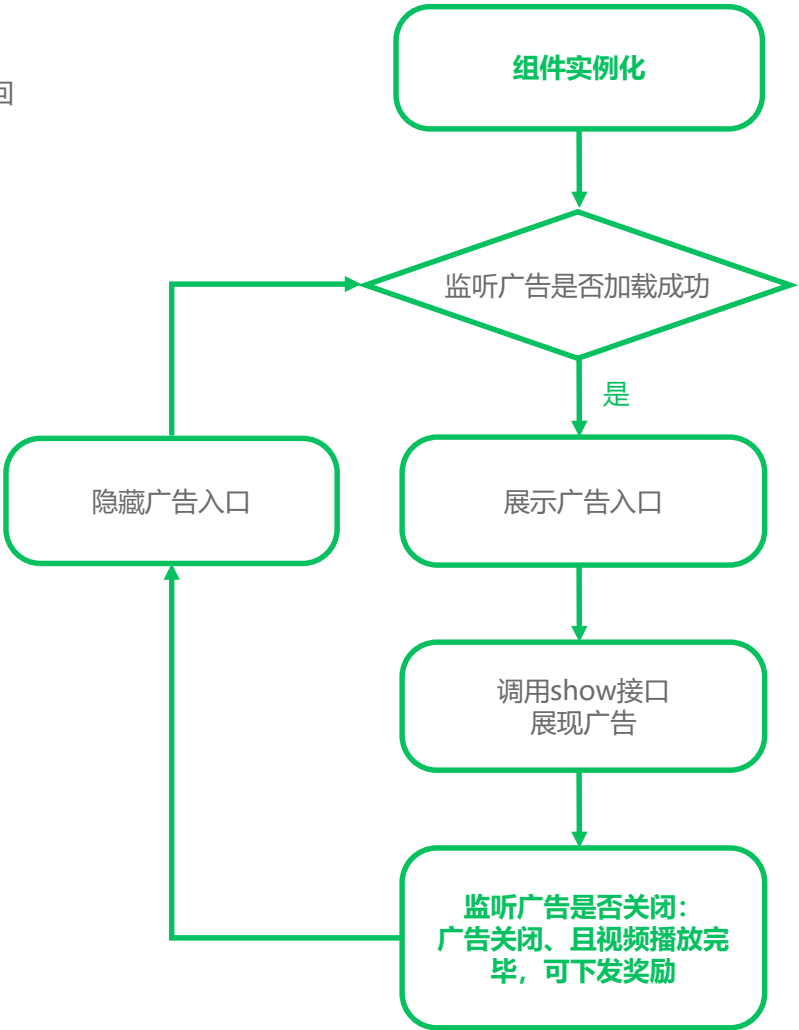 组件实例化
回
监听广告是否加载成功
是
隐藏广告入口
展示广告入口
调用show接口
展现广告
监听广告是否关闭：
广告关闭、且视频播放完
毕，可下发奖励